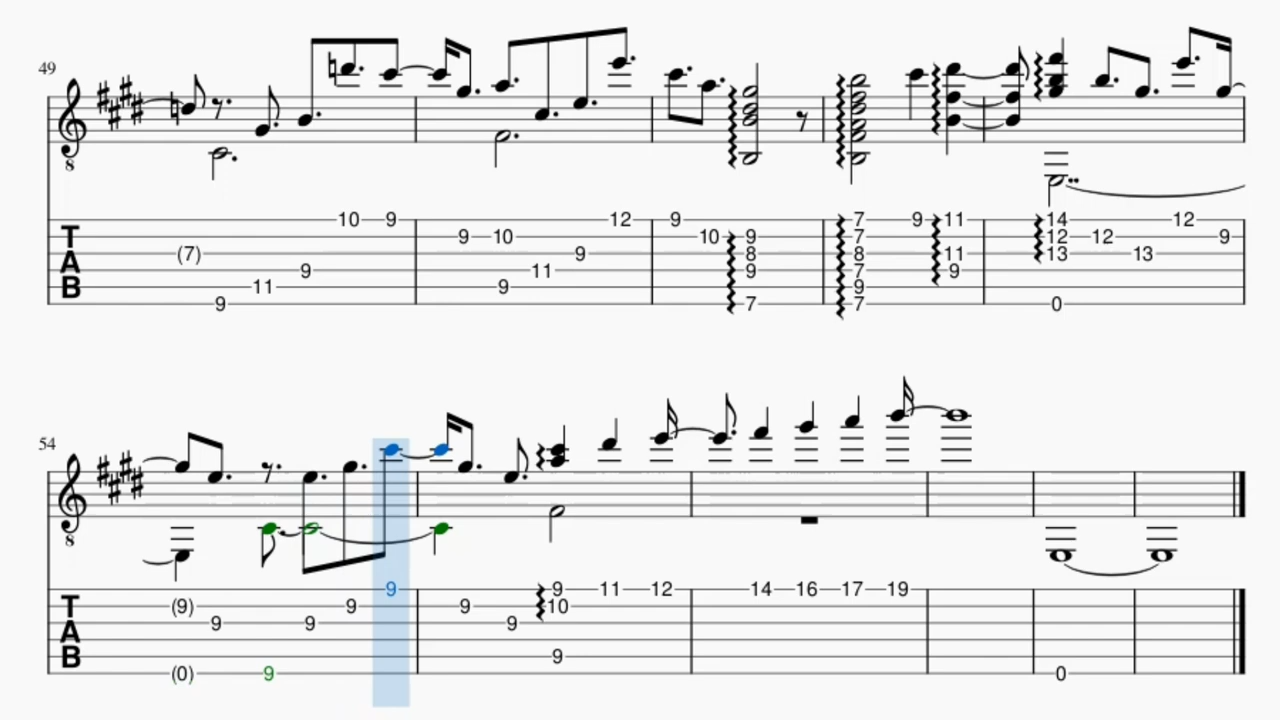 49
8
10 9 9 10 12 9 10 9 7 9 11 14 12 12 9
T (7) 9 8 7 8 11 12 13 13
A 9 11 9 9 7 9
B 11 9 9
9 7 7 0
54
8
9 9 11 12 14 16 17 19
T (9) 9 9 10
A 9 9 9
B 9
(0) 9 0